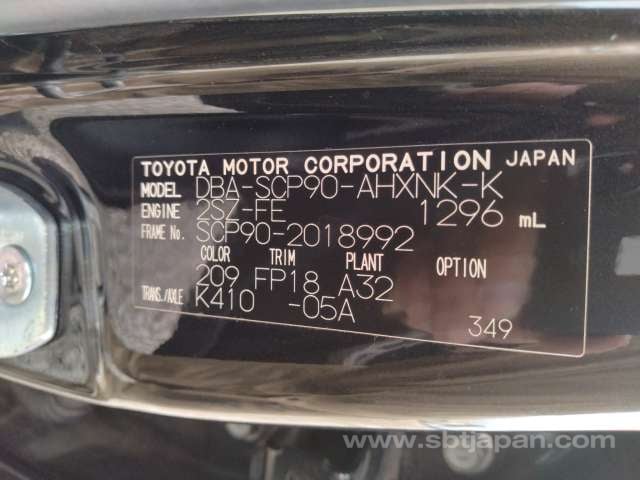 TOYOTA MOTOR CORPORATION JAPAN
MODEL DBA-SCP90-AHXNK-K
ENGINE 2SZ-FE 1296 mL
FRAME No. SCP90-2018992
COLOR TRIM PLANT OPTION
209 FP18 A32
TRANS./AXLE K410 -05A
349
www.sbtjapan.com